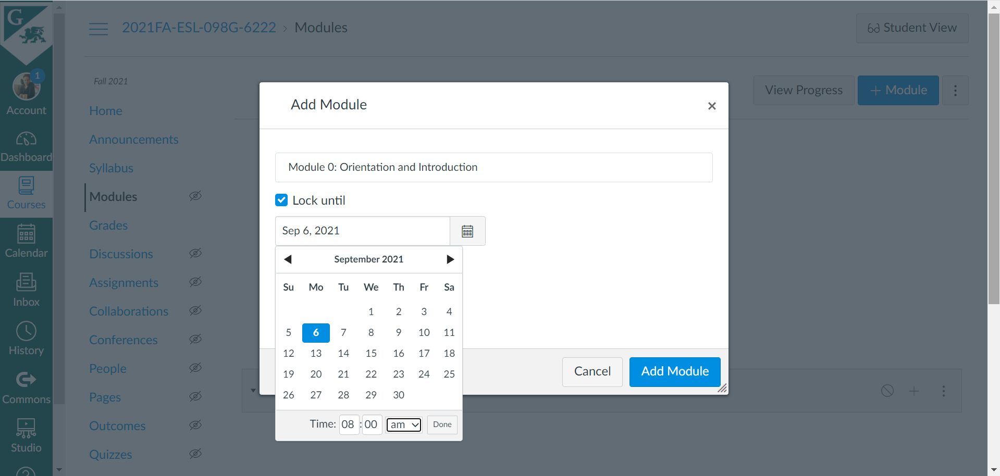 G
1
Account
Dashboard
Courses
Calendar
Inbox
History
Commons
Studio
2021FA-ESL-098G-6222 › Modules
Student View
Fall 2021
Home
Announcements
Syllabus
Modules
Grades
Discussions
Assignments
Collaborations
Conferences
People
Pages
Outcomes
Quizzes
View Progress
+ Module
Add Module
×
Module 0: Orientation and Introduction
Lock until
Sep 6, 2021
September 2021
Su Mo Tu We Th Fr Sa
1 2 3 4
5 6 7 8 9 10 11
12 13 14 15 16 17 18
19 20 21 22 23 24 25
26 27 28 29 30
Time: 08 : 00 am Done
Cancel
Add Module